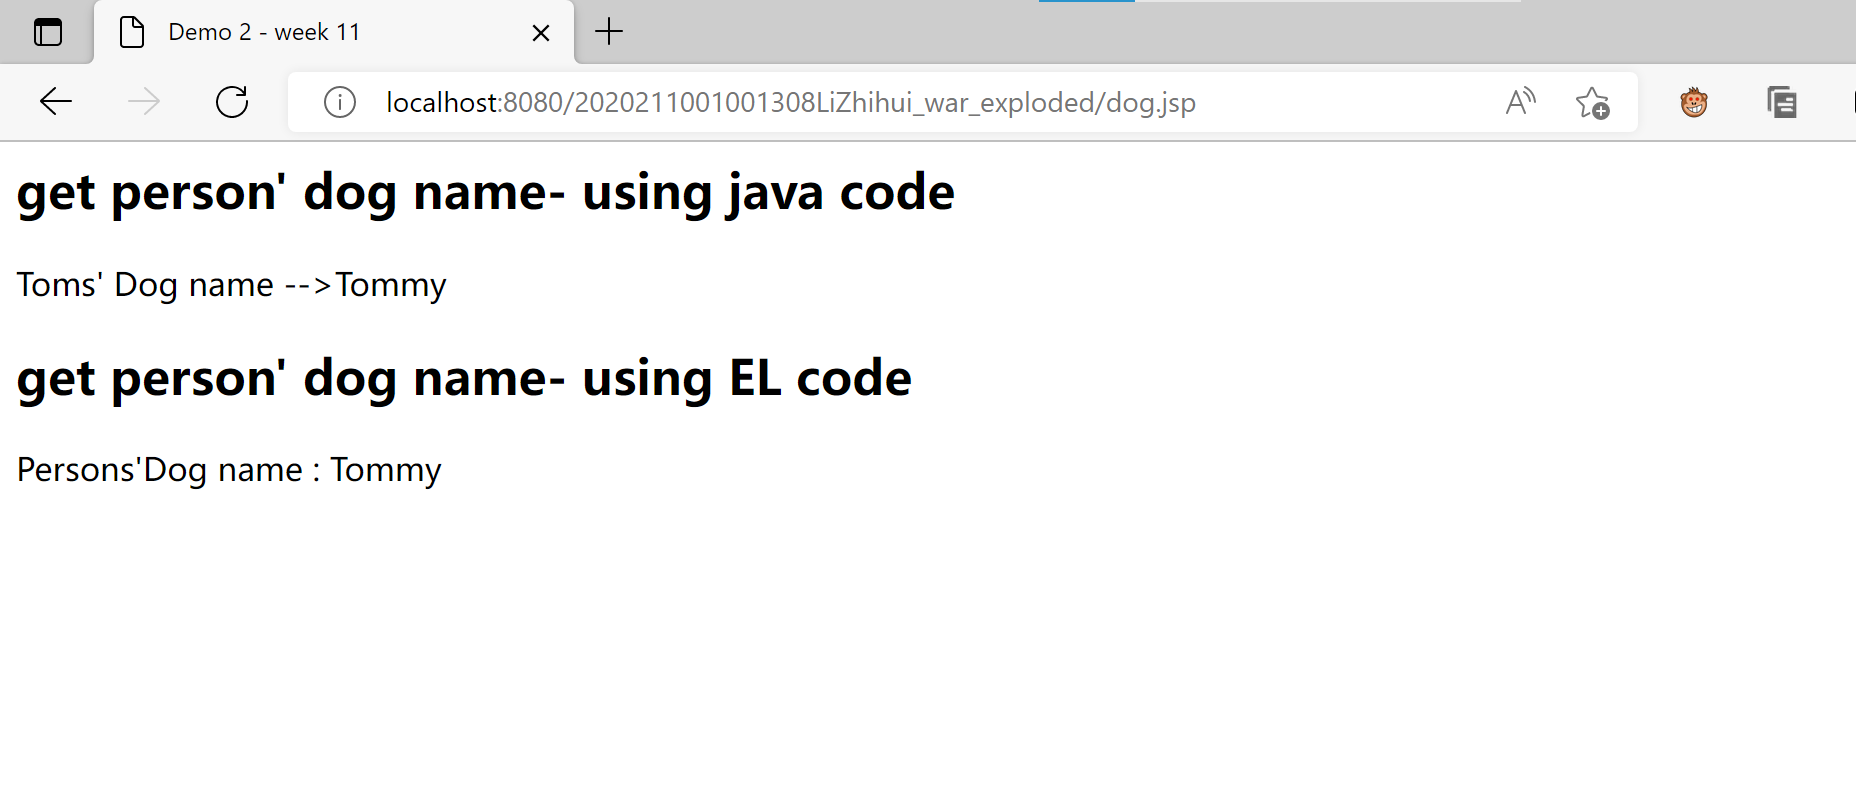 Demo 2 - week 11
localhost:8080/2020211001001308LiZhihui_war_exploded/dog.jsp
get person' dog name- using java code
Toms' Dog name -->Tommy
get person' dog name- using EL code
Persons'Dog name : Tommy